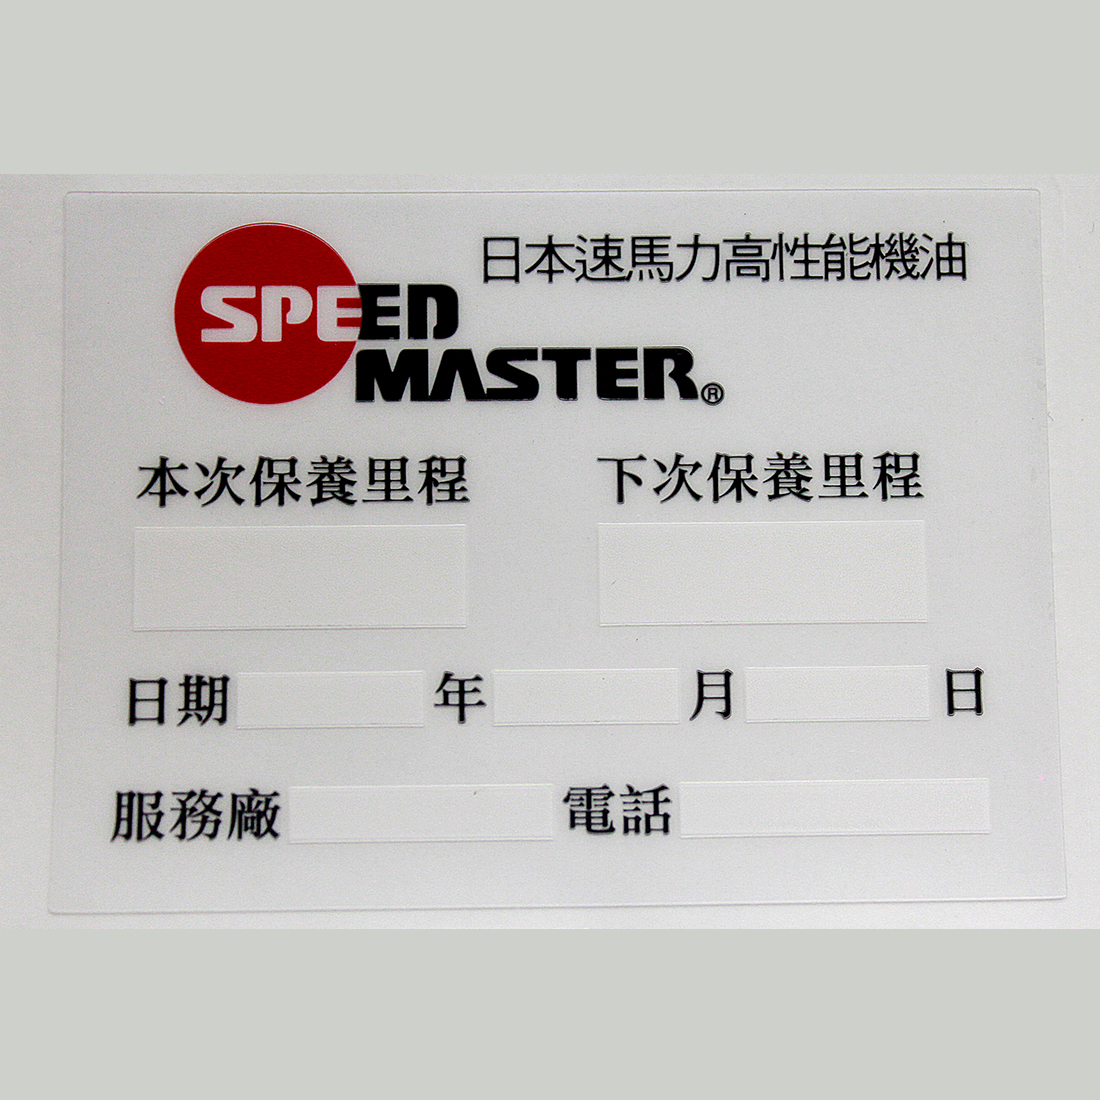 日本速馬力高性能機油
SPEED
MASTER®
本次保養里程 下次保養里程
日期 年 月 日
服務廠 電話